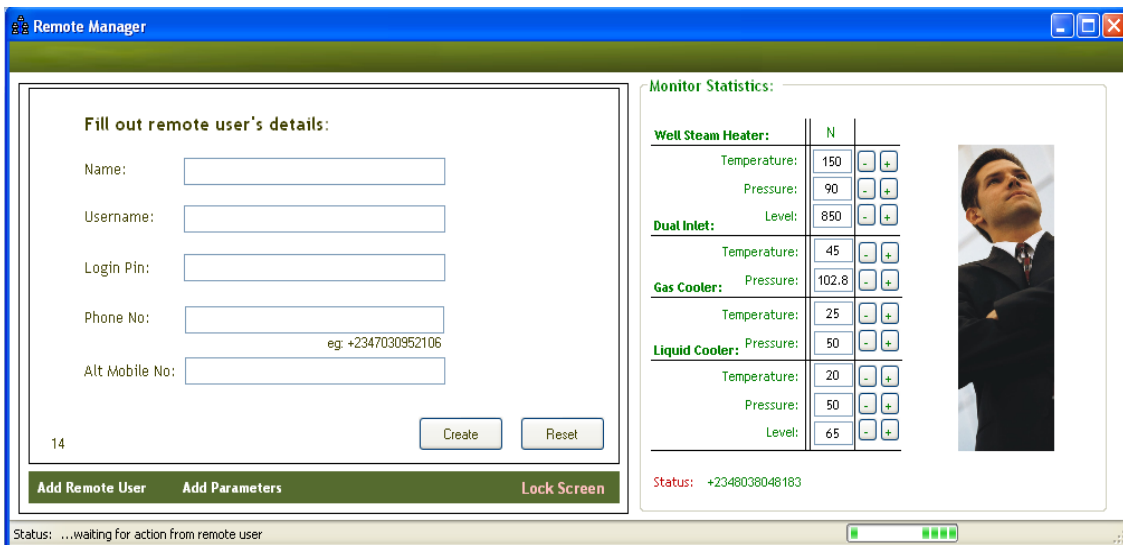 Remote Manager
Fill out remote user's details:
Name:
Username:
Login Pin:
Phone No:
eg: +2347030952106
Alt Mobile No:
14
Create Reset
Add Remote User Add Parameters Lock Screen
Monitor Statistics:
Well Steam Heater: N
Temperature: 150 - +
Pressure: 90 - +
Level: 850 - +
Dual Inlet:
Temperature: 45 - +
Pressure: 102.8 - +
Gas Cooler:
Temperature: 25 - +
Pressure: 50 - +
Liquid Cooler:
Temperature: 20 - +
Pressure: 50 - +
Level: 65 - +
Status: +2348038048183
Status: ...waiting for action from remote user